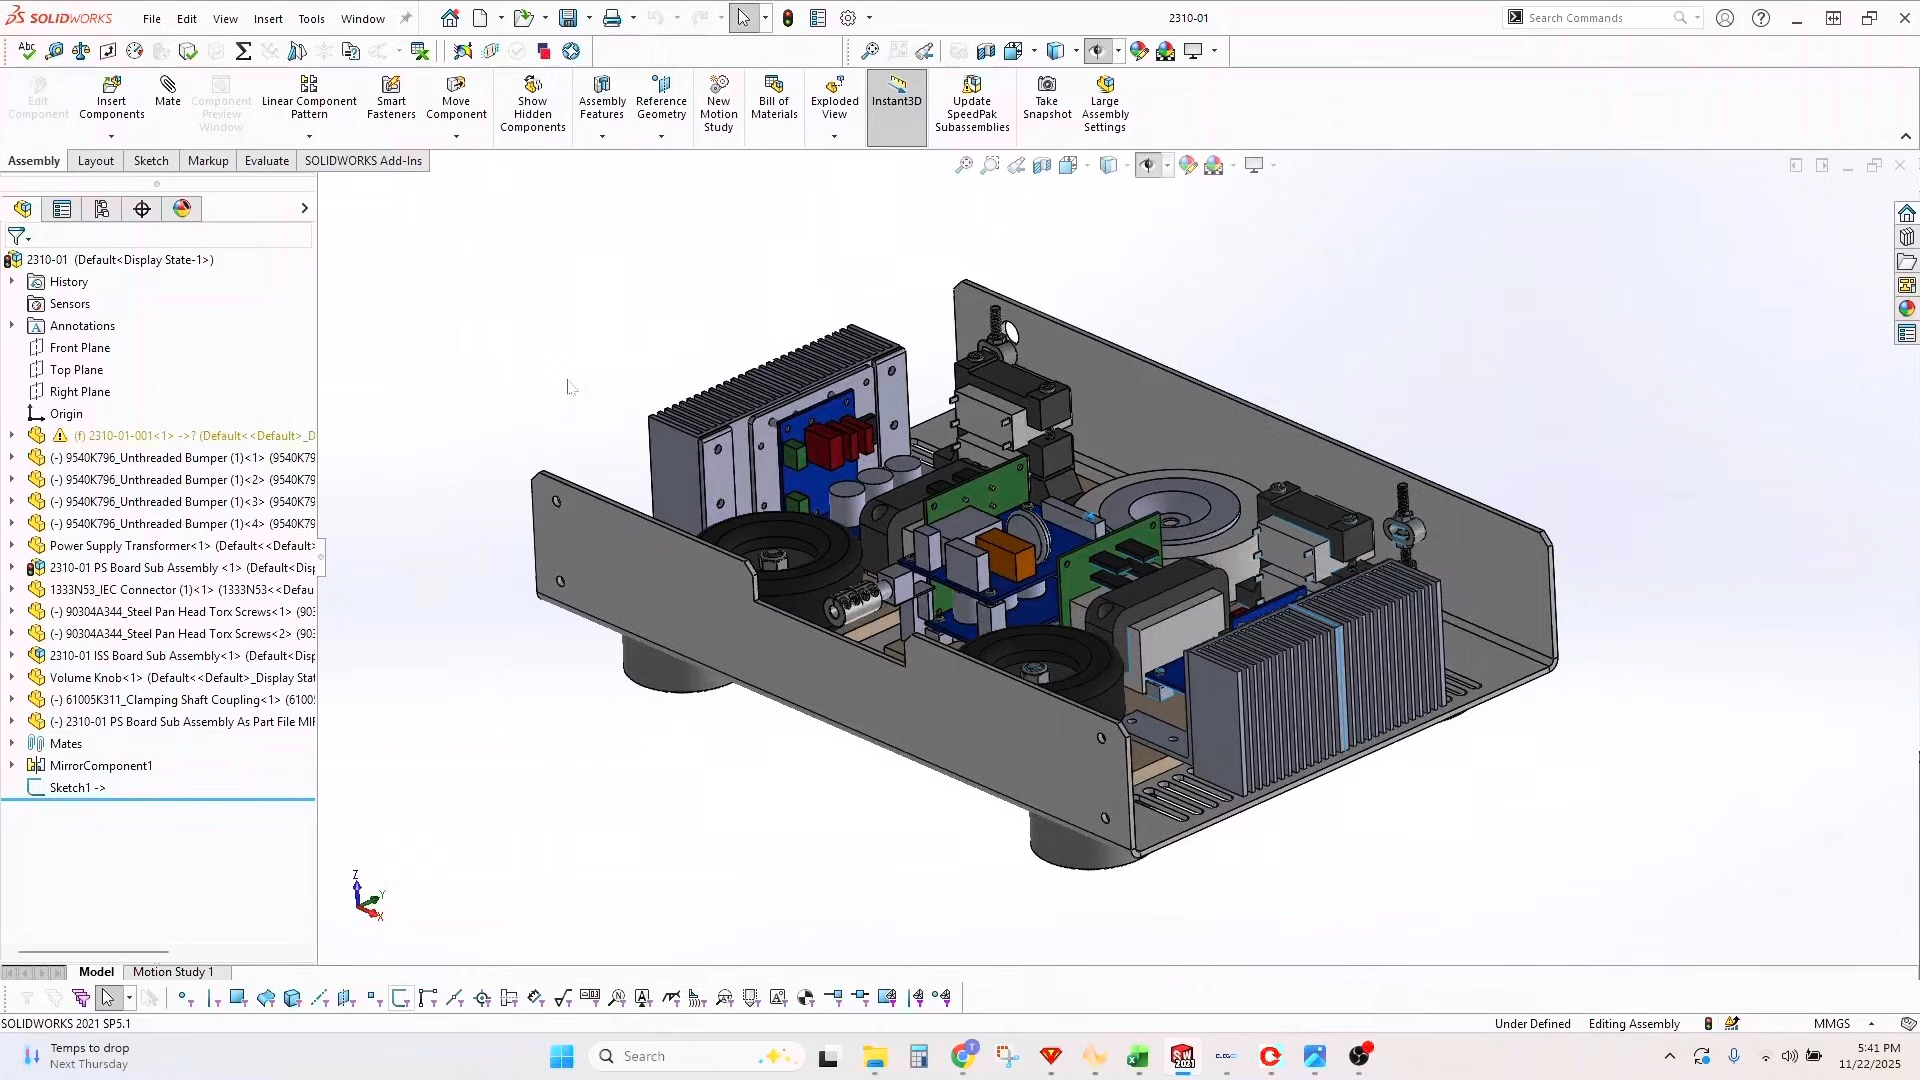 SOLIDWORKS File Edit View Insert Tools Window 2310-01 Search Commands
Abc
Edit Component
Insert Components
Mate
Component Preview Window
Linear Component Pattern
Smart Fasteners
Move Component
Show Hidden Components
Assembly Features
Reference Geometry
New Motion Study
Bill of Materials
Exploded View
Instant3D
Update SpeedPak Subassemblies
Take Snapshot
Large Assembly Settings
Assembly Layout Sketch Markup Evaluate SOLIDWORKS Add-Ins
2310-01 (Default<Display State-1>)
History
Sensors
Annotations
Front Plane
Top Plane
Right Plane
Origin
(f) 2310-01-001<1> ->? (Default<<Default>_D
(-) 9540K796_Unthreaded Bumper (1)<1> (9540K79
(-) 9540K796_Unthreaded Bumper (1)<2> (9540K79
(-) 9540K796_Unthreaded Bumper (1)<3> (9540K79
(-) 9540K796_Unthreaded Bumper (1)<4> (9540K79
Power Supply Transformer<1> (Default<<Default>
2310-01 PS Board Sub Assembly <1> (Default<Disp
1333N53_IEC Connector (1)<1> (1333N53<<Defau
(-) 90304A344_Steel Pan Head Torx Screws<1> (903
(-) 90304A344_Steel Pan Head Torx Screws<2> (903
2310-01 ISS Board Sub Assembly<1> (Default<Disp
Volume Knob<1> (Default<<Default>_Display Stat
(-) 61005K311_Clamping Shaft Coupling<1> (61005
(-) 2310-01 PS Board Sub Assembly As Part File MIR
Mates
MirrorComponent1
Sketch1 ->
Z
Y
X
Model Motion Study 1
SOLIDWORKS 2021 SP5.1 Under Defined Editing Assembly MMGS
Temps to drop
Next Thursday
Search
5:41 PM
11/22/2025